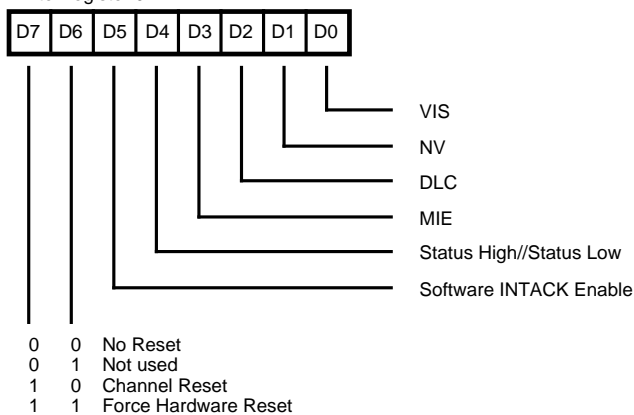 D7 D6 D5 D4 D3 D2 D1 D0
VIS
NV
DLC
MIE
Status High//Status Low
Software INTACK Enable
0 0 No Reset
0 1 Not used
1 0 Channel Reset
1 1 Force Hardware Reset